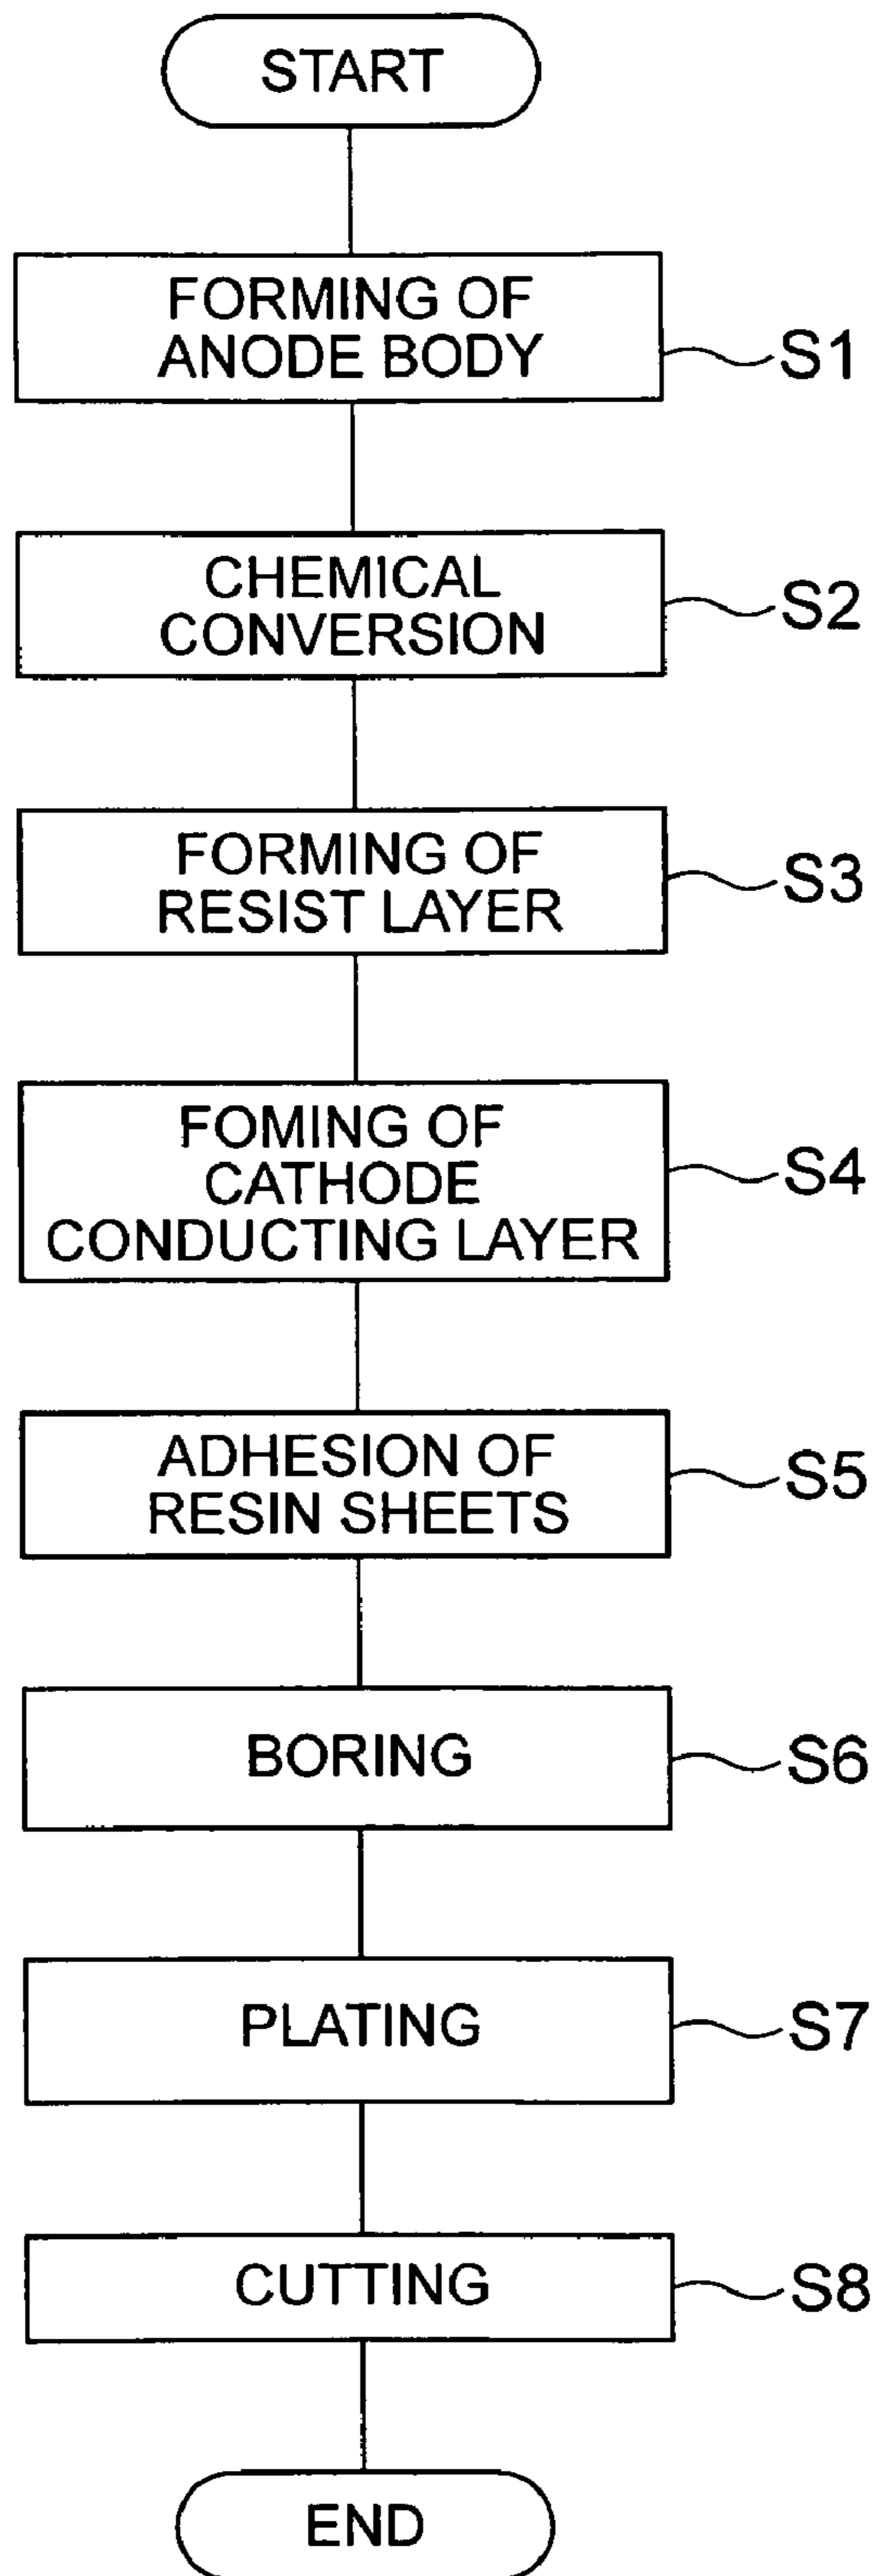 START
FORMING OF
ANODE BODY
S1
CHEMICAL
CONVERSION
S2
FORMING OF
RESIST LAYER
S3
FOMING OF
CATHODE
CONDUCTING LAYER
S4
ADHESION OF
RESIN SHEETS
S5
BORING
S6
PLATING
S7
CUTTING
S8
END